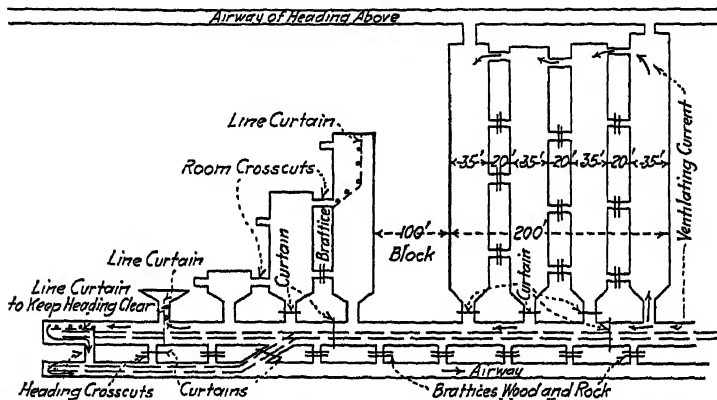 Airway of Heading Above
Line Curtain
Room Crosscuts
Curtain
Brattice
35'
20'
35'
20'
35'
20'
35'
Ventilating Current
100'
Block
200'
Line Curtain
Line Curtain
to Keep Heading Clear
Curtain
Heading Crosscuts
Curtains
Airway
Brattices Wood and Rock